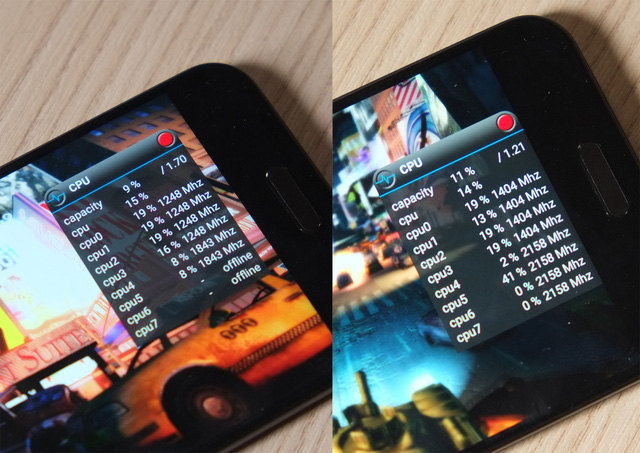 CPU
capacity 9 % / 1.70
cpu 15 %
cpu0 19 % 1248 Mhz
cpu1 19 % 1248 Mhz
cpu2 19 % 1248 Mhz
cpu3 16 % 1248 Mhz
cpu4 8 % 1843 Mhz
cpu5 8 % 1843 Mhz
cpu6 - offline
cpu7 offline
SUITE
000
CPU
capacity 11 % / 1.21
cpu 14 %
cpu0 19 % 1404 Mhz
cpu1 13 % 1404 Mhz
cpu2 19 % 1404 Mhz
cpu3 19 % 1404 Mhz
cpu4 2 % 2158 Mhz
cpu5 41 % 2158 Mhz
cpu6 0 % 2158 Mhz
cpu7 0 % 2158 Mhz